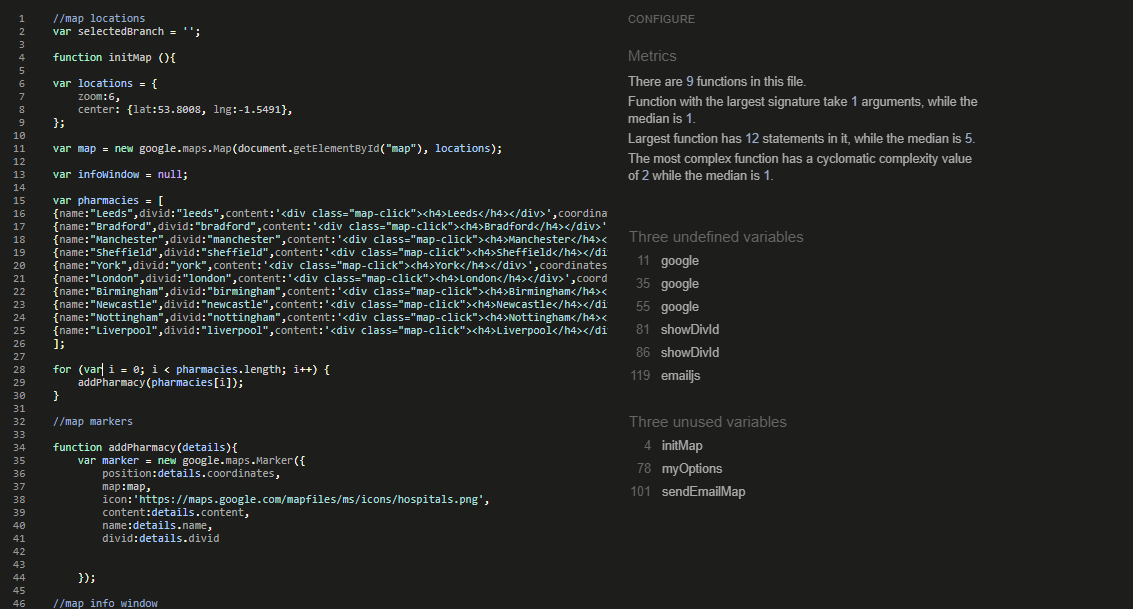 1 //map locations
2 var selectedBranch = '';
3
4 function initMap (){
5
6 var locations = {
7 zoom:6,
8 center: {lat:53.8008, lng:-1.5491},
9 };
10
11 var map = new google.maps.Map(document.getElementById("map"), locations);
12
13 var infoWindow = null;
14
15 var pharmacies = [
16 {name:"Leeds",divid:"leeds",content:'<div class="map-click"><h4>Leeds</h4></div>',coordina
17 {name:"Bradford",divid:"bradford",content:'<div class="map-click"><h4>Bradford</h4></div>'
18 {name:"Manchester",divid:"manchester",content:'<div class="map-click"><h4>Manchester</h4><
19 {name:"Sheffield",divid:"sheffield",content:'<div class="map-click"><h4>Sheffield</h4></di
20 {name:"York",divid:"york",content:'<div class="map-click"><h4>York</h4></div>',coordinates
21 {name:"London",divid:"london",content:'<div class="map-click"><h4>London</h4></div>',coord
22 {name:"Birmingham",divid:"birmingham",content:'<div class="map-click"><h4>Birmingham</h4><
23 {name:"Newcastle",divid:"newcastle",content:'<div class="map-click"><h4>Newcastle</h4></di
24 {name:"Nottingham",divid:"nottingham",content:'<div class="map-click"><h4>Nottingham</h4><
25 {name:"Liverpool",divid:"liverpool",content:'<div class="map-click"><h4>Liverpool</h4></di
26 ];
27
28 for (var i = 0; i < pharmacies.length; i++) {
29 addPharmacy(pharmacies[i]);
30 }
31
32 //map markers
33
34 function addPharmacy(details){
35 var marker = new google.maps.Marker({
36 position:details.coordinates,
37 map:map,
38 icon:'https://maps.google.com/mapfiles/ms/icons/hospitals.png',
39 content:details.content,
40 name:details.name,
41 divid:details.divid
42
43
44 });
45
46 //map info window
CONFIGURE
Metrics
There are 9 functions in this file.
Function with the largest signature take 1 arguments, while the
median is 1.
Largest function has 12 statements in it, while the median is 5.
The most complex function has a cyclomatic complexity value
of 2 while the median is 1.
Three undefined variables
11 google
35 google
55 google
81 showDivId
86 showDivId
119 emailjs
Three unused variables
4 initMap
78 myOptions
101 sendEmailMap